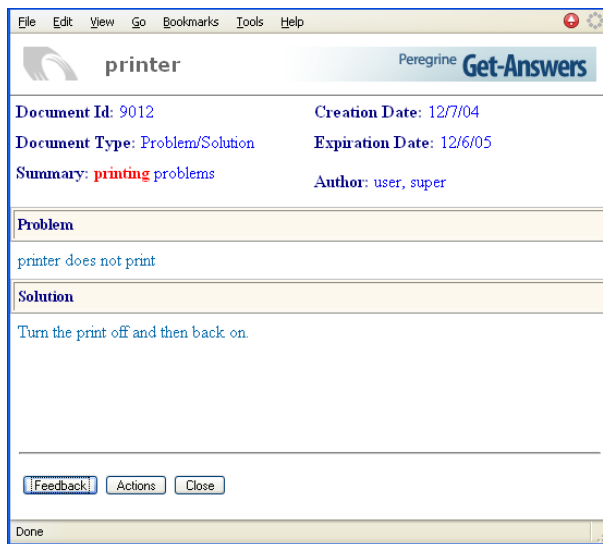 File Edit View Go Bookmarks Tools Help
printer
Peregrine Get-Answers
Document Id: 9012
Creation Date: 12/7/04
Document Type: Problem/Solution
Expiration Date: 12/6/05
Summary: printing problems
Author: user, super
Problem
printer does not print
Solution
Turn the print off and then back on.
Feedback Actions Close
Done